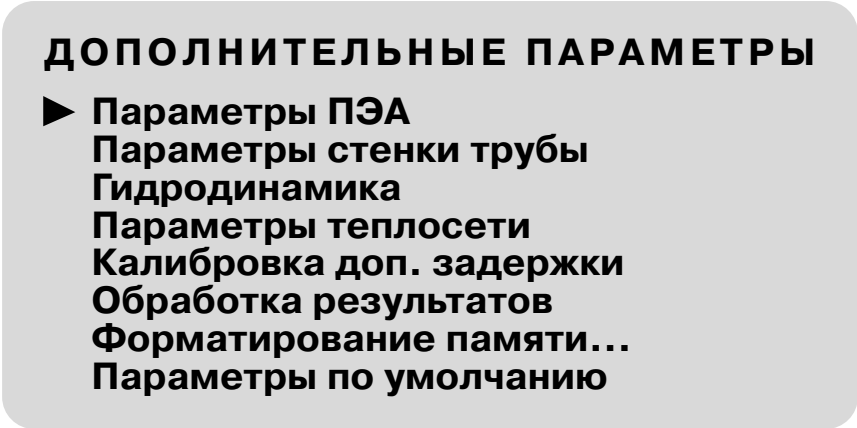 ДОПОЛНИТЕЛЬНЫЕ ПАРАМЕТРЫ
▶ Параметры ПЭА
Параметры стенки трубы
Гидродинамика
Параметры теплосети
Калибровка доп. задержки
Обработка результатов
Форматирование памяти...
Параметры по умолчанию